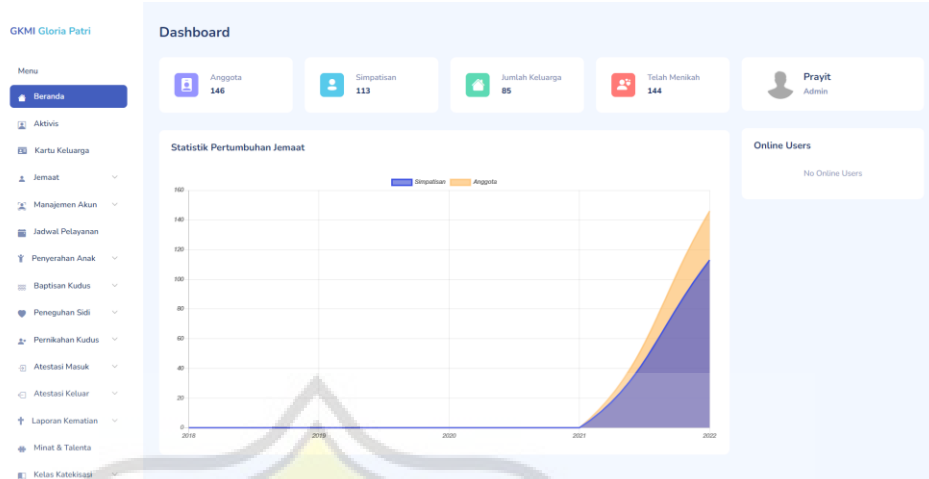 GKMI Gloria Patri
Menu
Beranda
Aktivis
Kartu Keluarga
Jemaat
Manajemen Akun
Jadwal Pelayanan
Penyerahan Anak
Baptisan Kudus
Peneguhan Sidi
Pernikahan Kudus
Atestasi Masuk
Atestasi Keluar
Laporan Kematian
Minat & Talenta
Kelas Katekisasi
Dashboard
Anggota
146
Simpatisan
113
Jumlah Keluarga
85
Telah Menikah
144
Prayit
Admin
Statistik Pertumbuhan Jemaat
Simpatisan Anggota
160
140
120
100
80
60
40
20
0
2018 2019 2020 2021 2022
Online Users
No Online Users